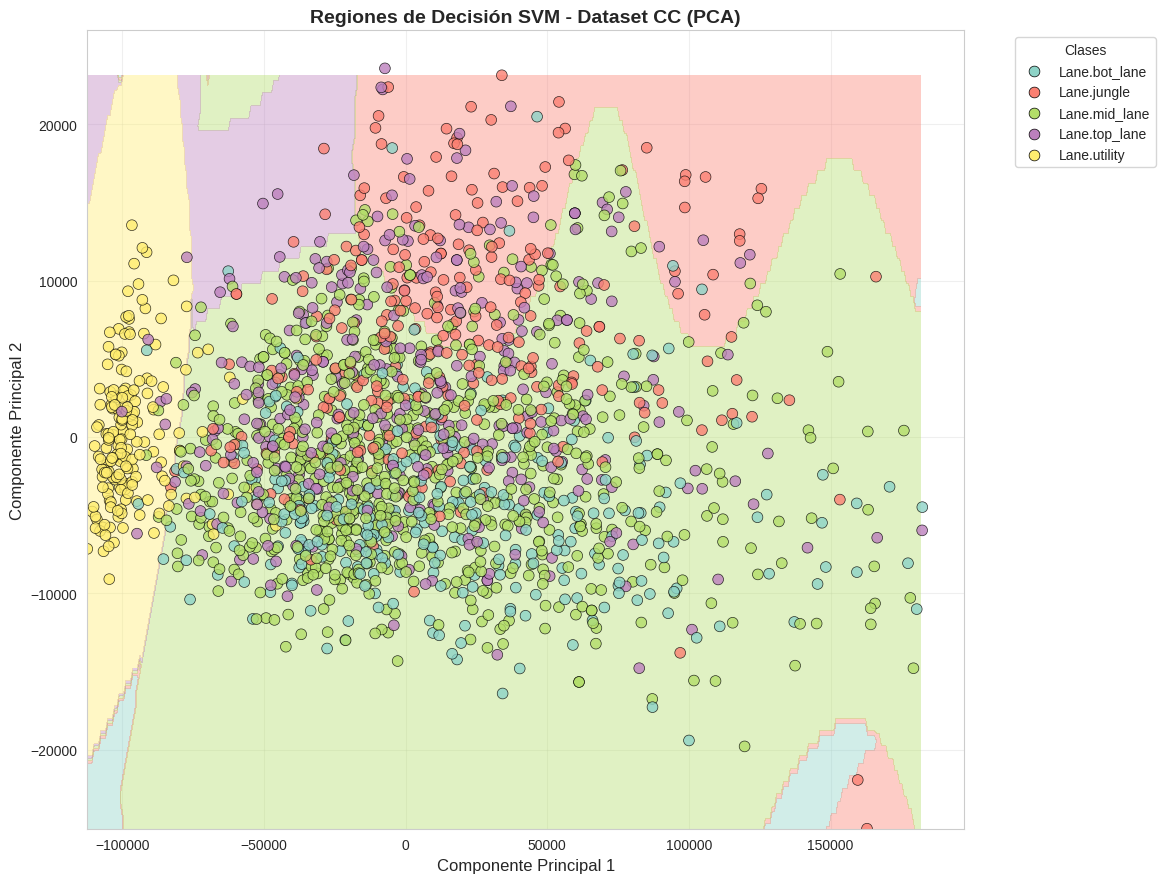 Regiones de Decisión SVM - Dataset CC (PCA)
Clases
Lane.bot_lane
Lane.jungle
Lane.mid_lane
Lane.top_lane
Lane.utility
Componente Principal 2
20000
10000
0
−10000
−20000
−100000
−50000
0
50000
100000
150000
Componente Principal 1